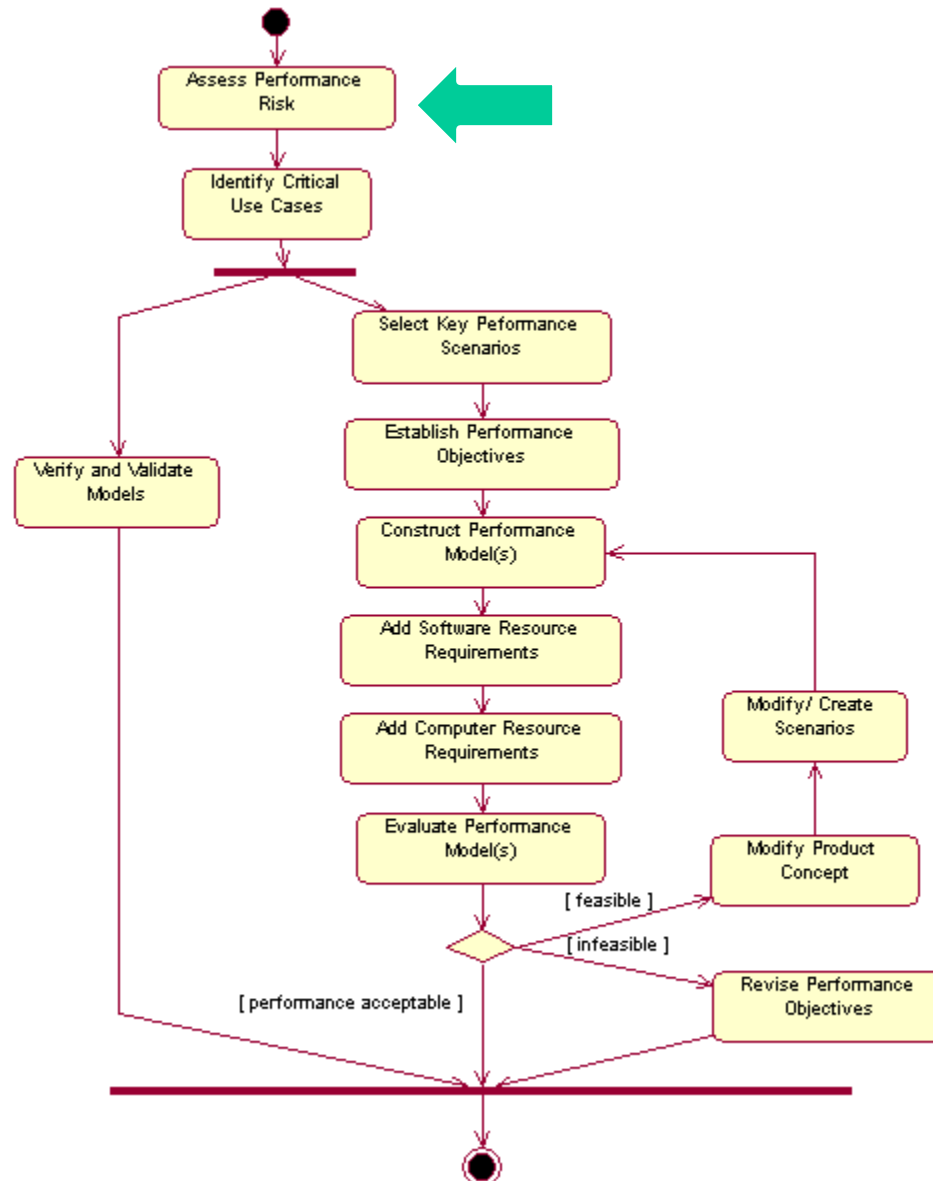 Assess Performance
Risk
Identify Critical
Use Cases
Select Key Peformance
Scenarios
Establish Performance
Objectives
Verify and Validate
Models
Construct Performance
Model(s)
Add Software Resource
Requirements
Modify/ Create
Scenarios
Add Computer Resource
Requirements
Evaluate Performance
Model(s)
Modify Product
Concept
[ feasible ]
[ infeasible ]
Revise Performance
Objectives
[ performance acceptable ]